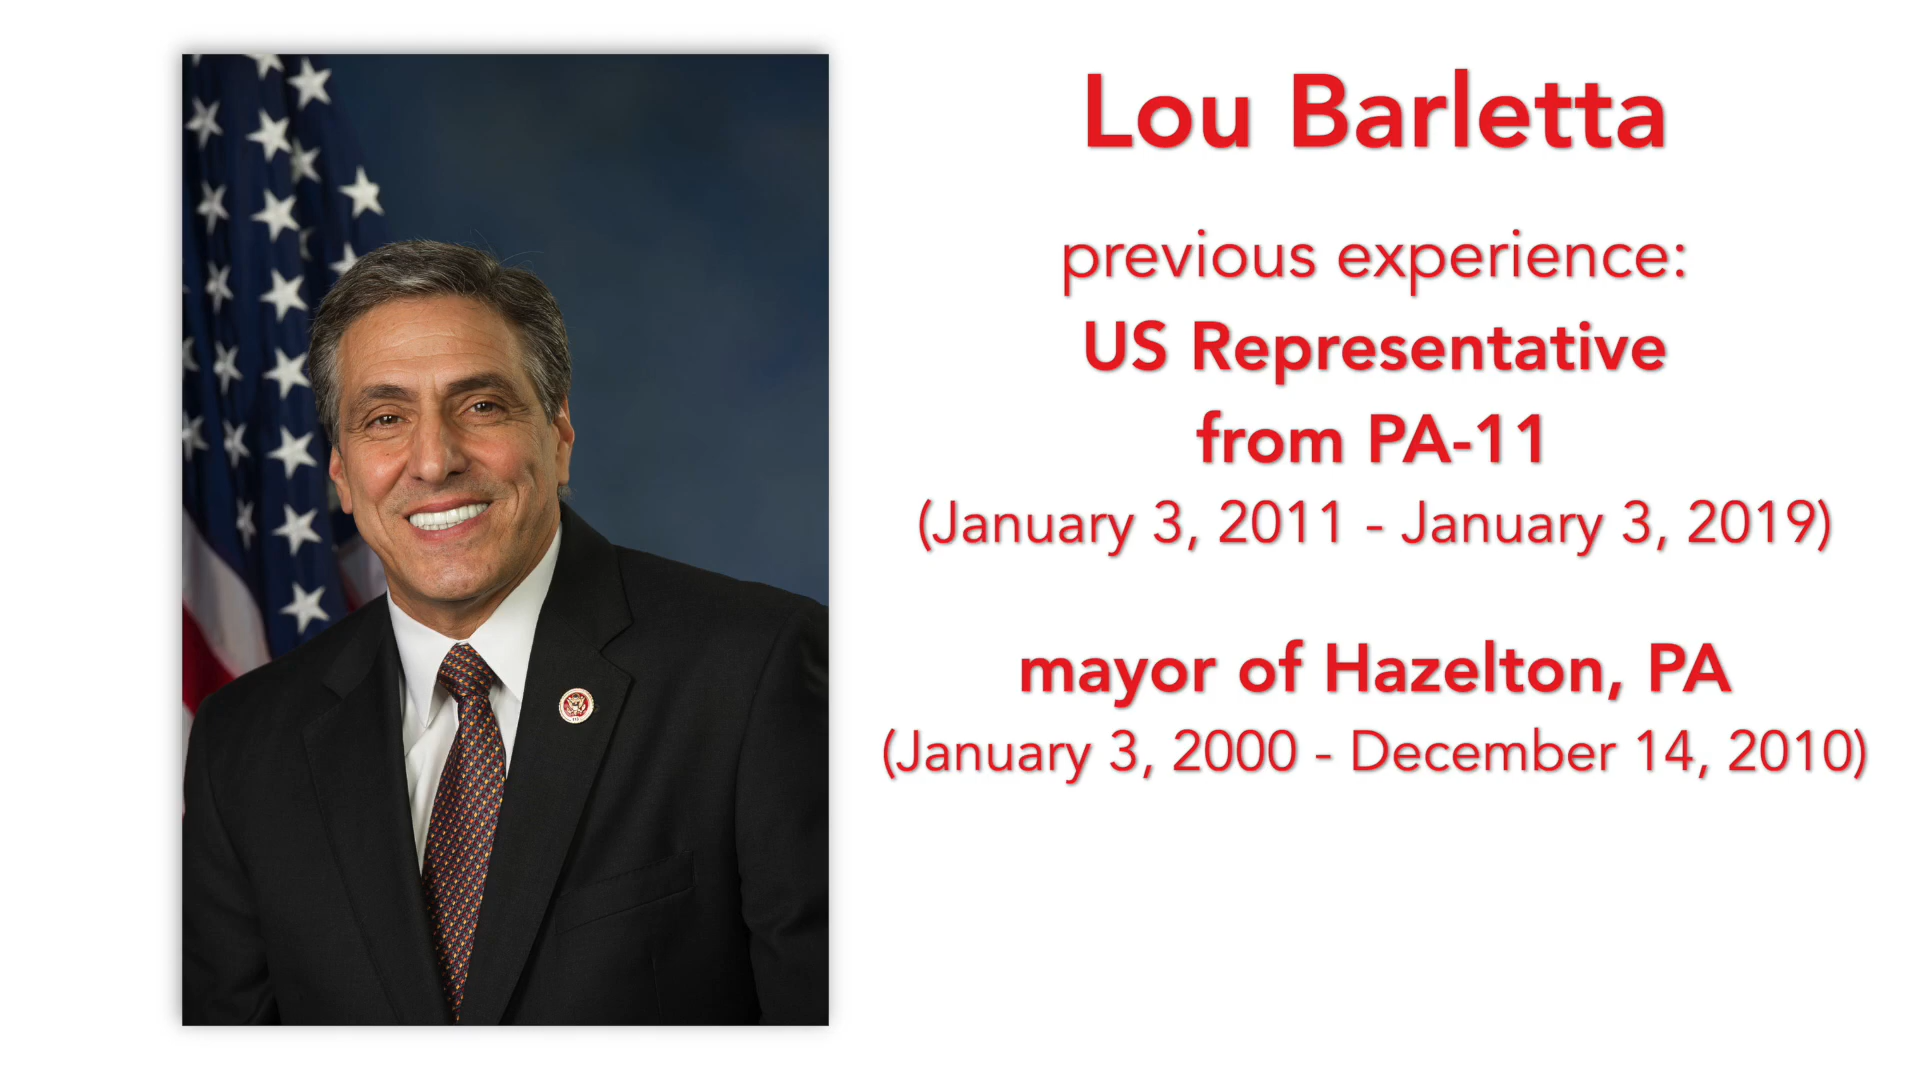 Lou Barletta
previous experience:
US Representative
from PA-11
(January 3, 2011 - January 3, 2019)
mayor of Hazelton, PA
(January 3, 2000 - December 14, 2010)